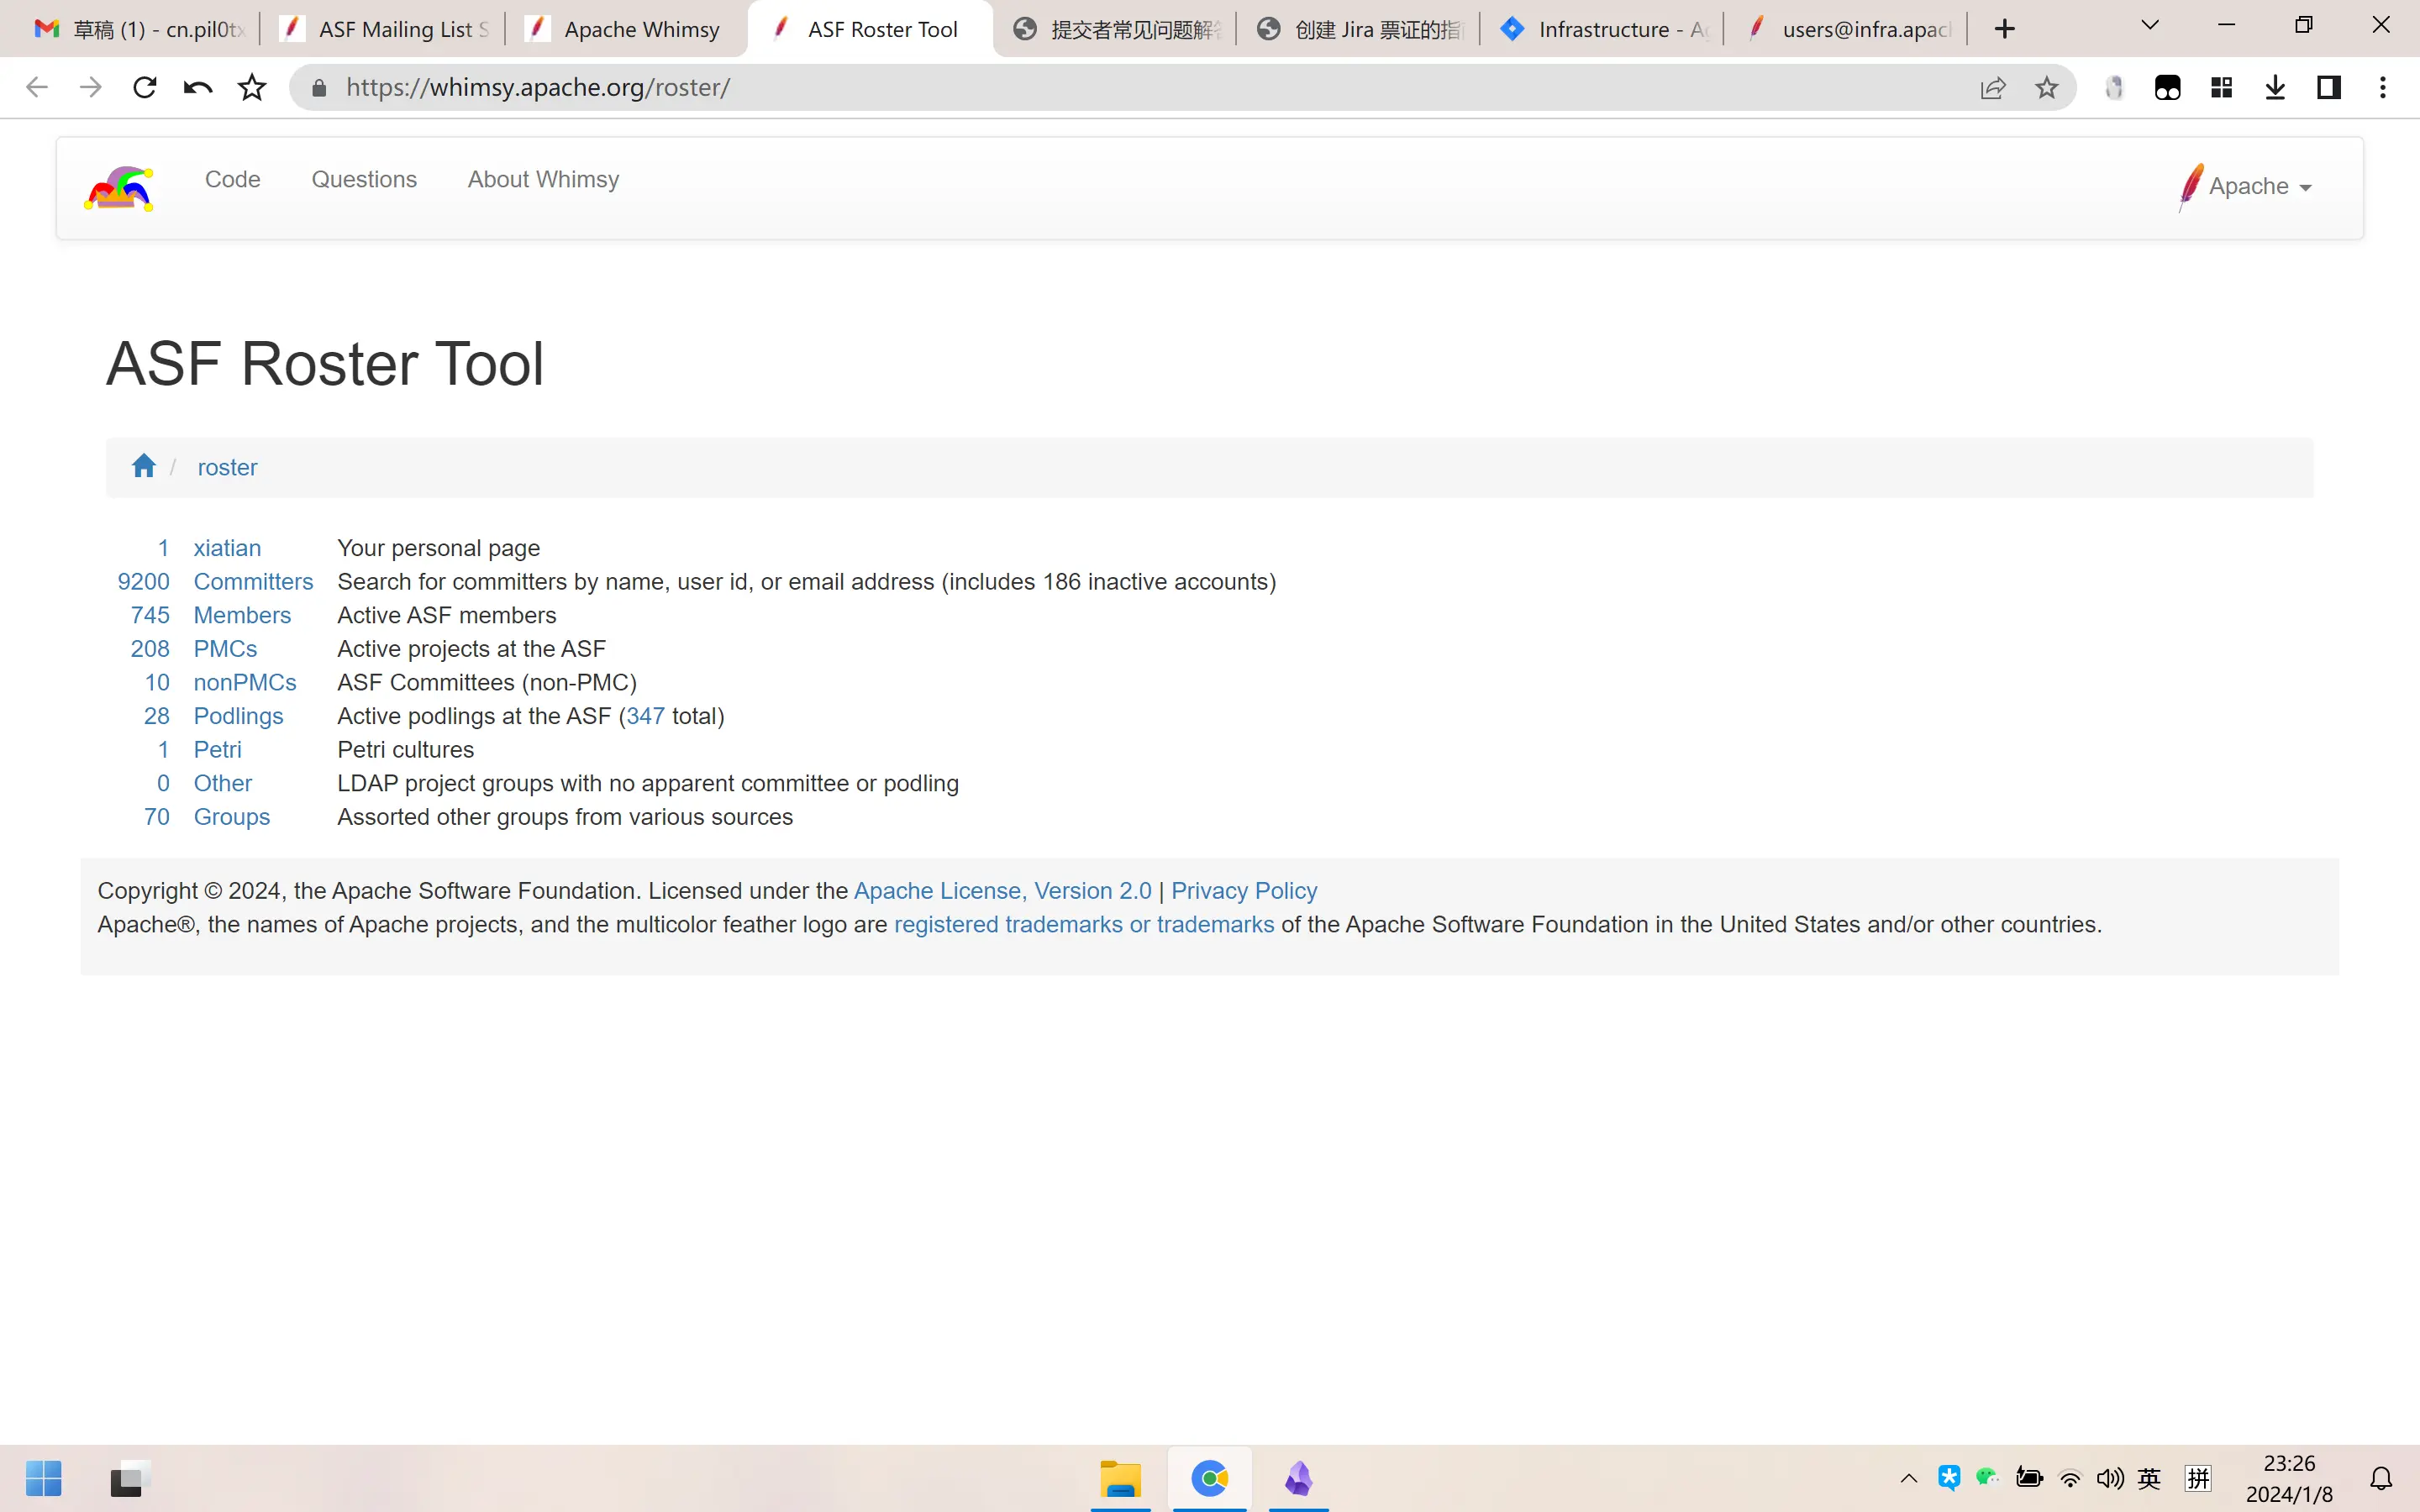 草稿 (1) - cn.pil0tx
ASF Mailing List S
Apache Whimsy
ASF Roster Tool
提交者常见问题解
创建 Jira 票证的指
Infrastructure - A
users@infra.apac
https://whimsy.apache.org/roster/
Code
Questions
About Whimsy
Apache
ASF Roster Tool
/ roster
1 xiatian Your personal page
9200 Committers Search for committers by name, user id, or email address (includes 186 inactive accounts)
745 Members Active ASF members
208 PMCs Active projects at the ASF
10 nonPMCs ASF Committees (non-PMC)
28 Podlings Active podlings at the ASF (347 total)
1 Petri Petri cultures
0 Other LDAP project groups with no apparent committee or podling
70 Groups Assorted other groups from various sources
Copyright © 2024, the Apache Software Foundation. Licensed under the Apache License, Version 2.0 | Privacy Policy
Apache®, the names of Apache projects, and the multicolor feather logo are registered trademarks or trademarks of the Apache Software Foundation in the United States and/or other countries.
英
拼
23:26
2024/1/8